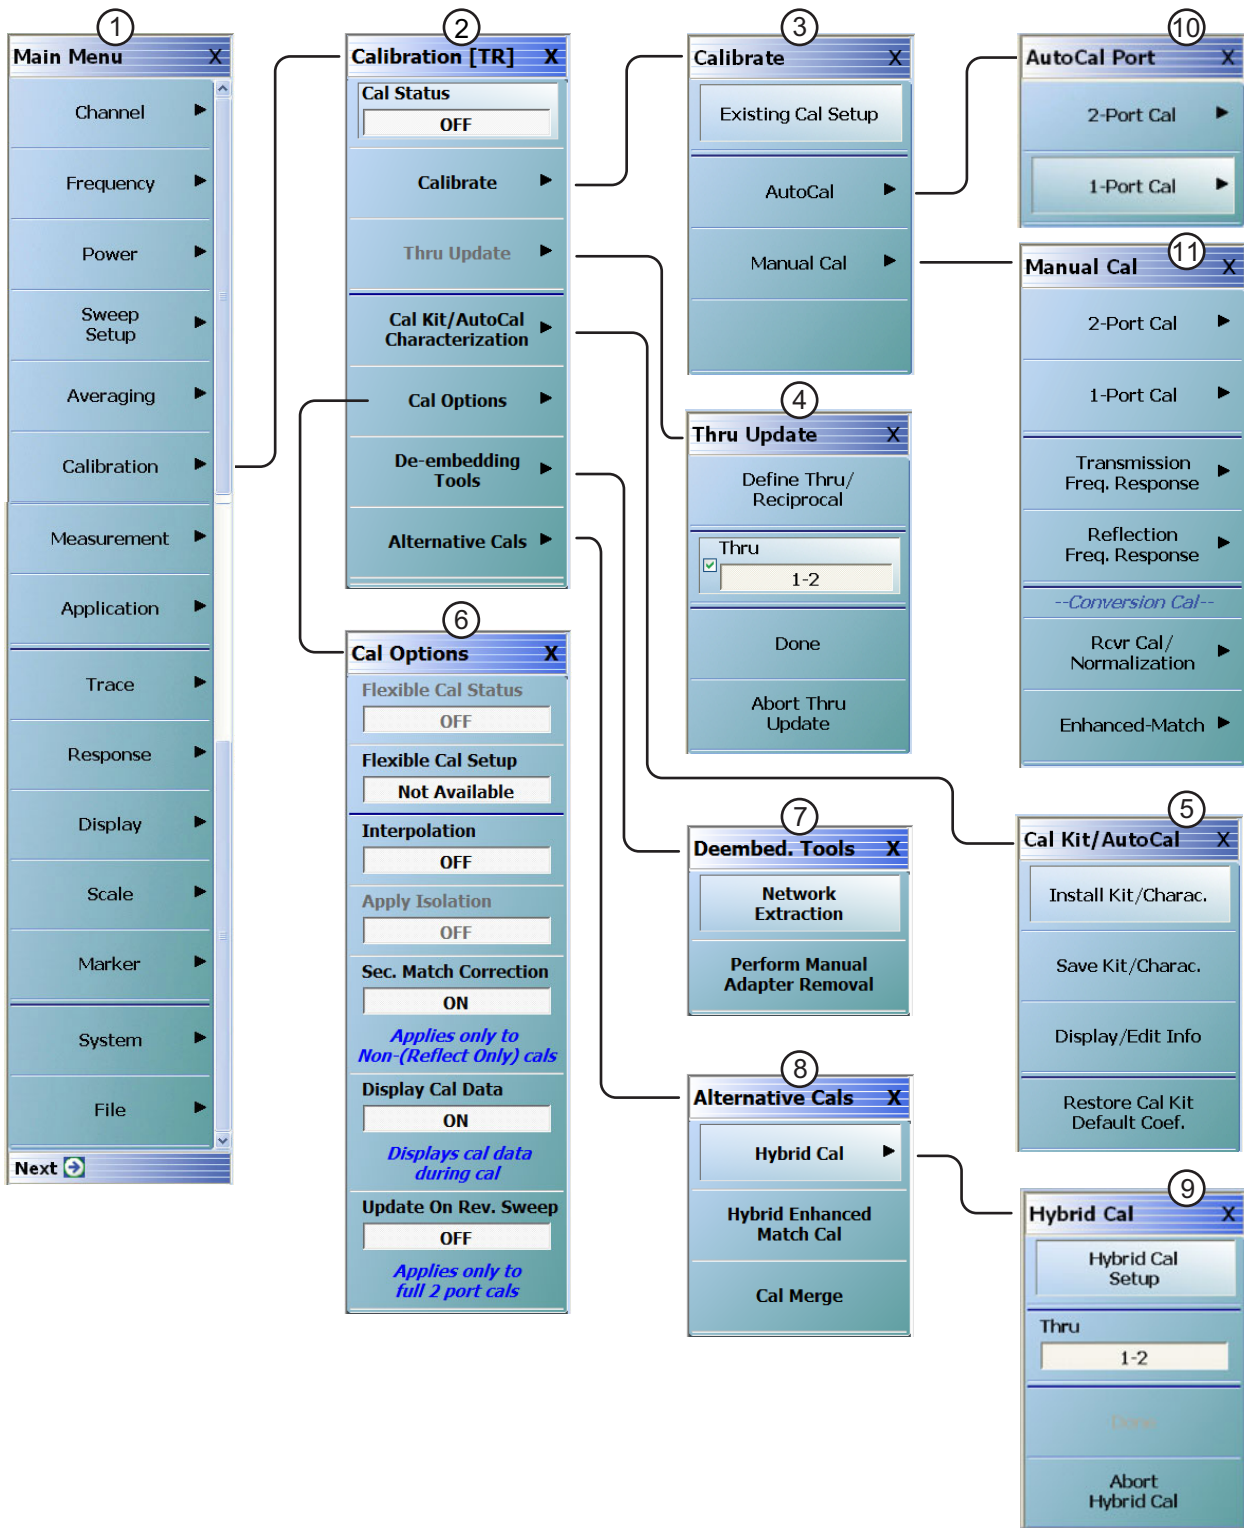 1
Main Menu X
Channel
Frequency
Power
Sweep
Setup
Averaging
Calibration
Measurement
Application
Trace
Response
Display
Scale
Marker
System
File
Next
2
Calibration [TR] X
Cal Status
OFF
Calibrate
Thru Update
Cal Kit/AutoCal
Characterization
Cal Options
De-embedding
Tools
Alternative Cals
6
Cal Options X
Flexible Cal Status
OFF
Flexible Cal Setup
Not Available
Interpolation
OFF
Apply Isolation
OFF
Sec. Match Correction
ON
Applies only to
Non-(Reflect Only) cals
Display Cal Data
ON
Displays cal data
during cal
Update On Rev. Sweep
OFF
Applies only to
full 2 port cals
3
Calibrate X
Existing Cal Setup
AutoCal
Manual Cal
4
Thru Update X
Define Thru/
Reciprocal
Thru
1-2
Done
Abort Thru
Update
7
Deembed. Tools X
Network
Extraction
Perform Manual
Adapter Removal
8
Alternative Cals X
Hybrid Cal
Hybrid Enhanced
Match Cal
Cal Merge
10
AutoCal Port X
2-Port Cal
1-Port Cal
11
Manual Cal X
2-Port Cal
1-Port Cal
Transmission
Freq. Response
Reflection
Freq. Response
--Conversion Cal--
Rcvr Cal/
Normalization
Enhanced-Match
5
Cal Kit/AutoCal X
Install Kit/Charac.
Save Kit/Charac.
Display/Edit Info
Restore Cal Kit
Default Coef.
9
Hybrid Cal X
Hybrid Cal
Setup
Thru
1-2
Done
Abort
Hybrid Cal